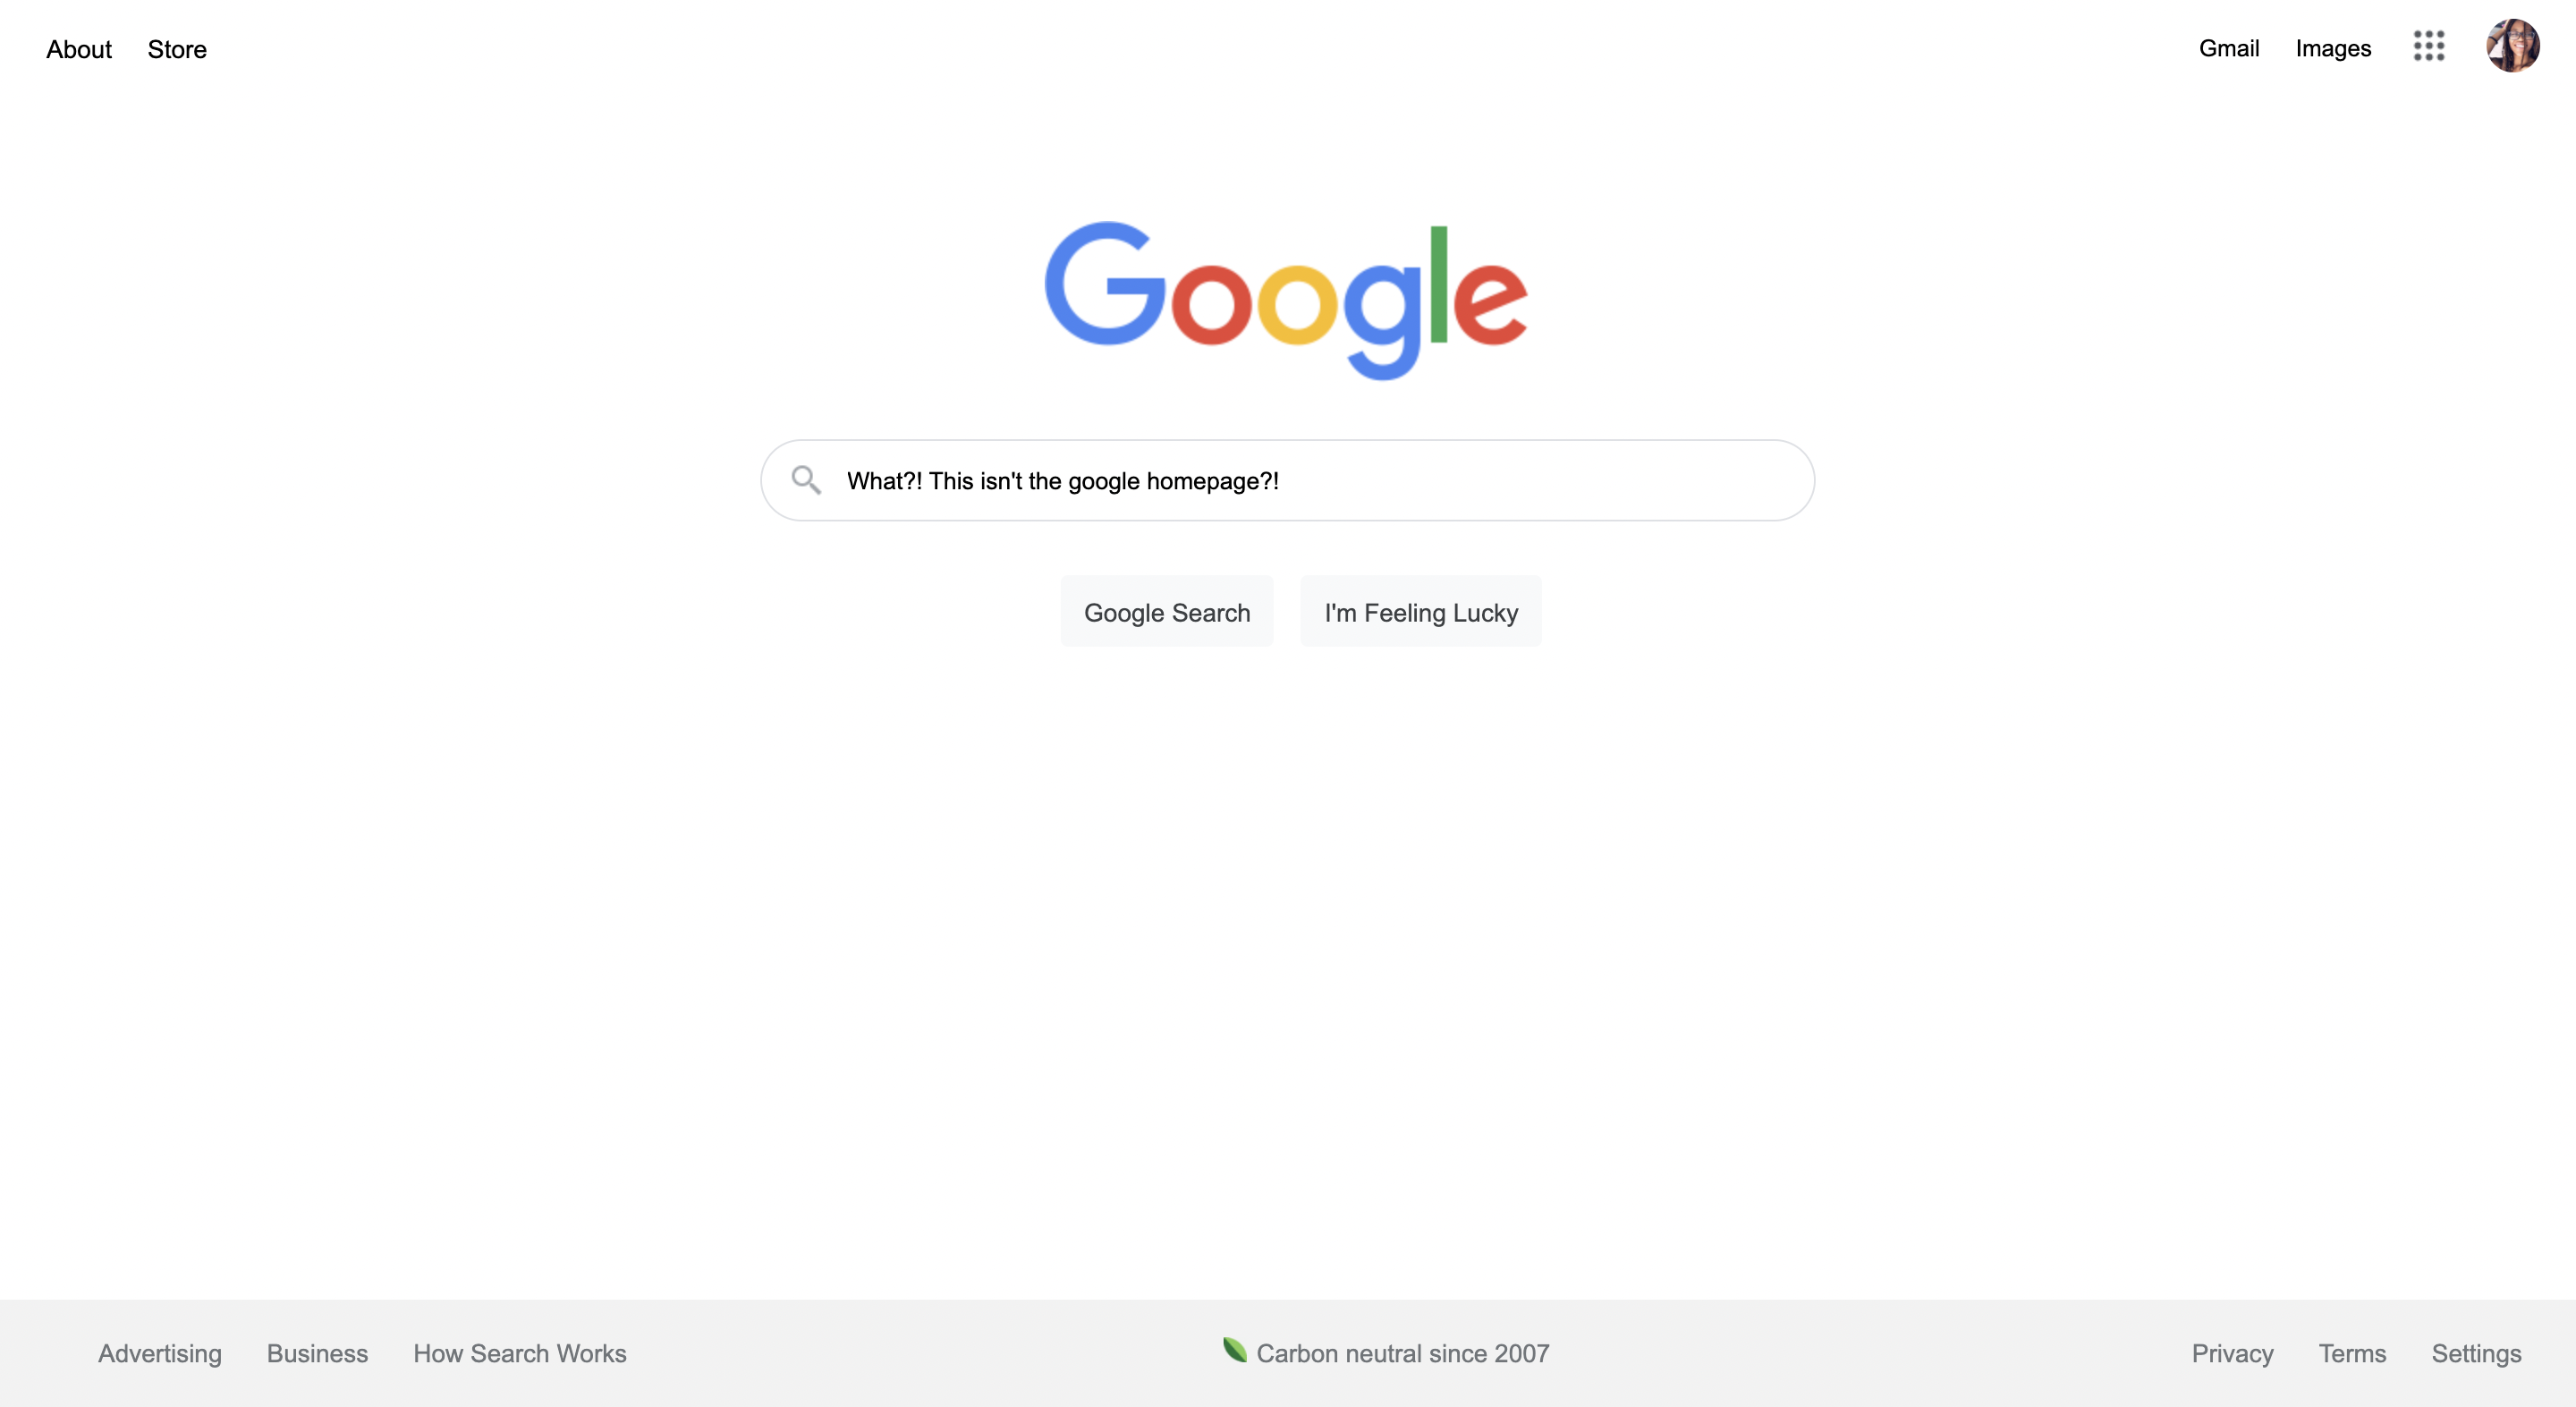 About Store Gmail Images
Google
What?! This isn't the google homepage?!
Google Search I'm Feeling Lucky
Advertising Business How Search Works Carbon neutral since 2007 Privacy Terms Settings